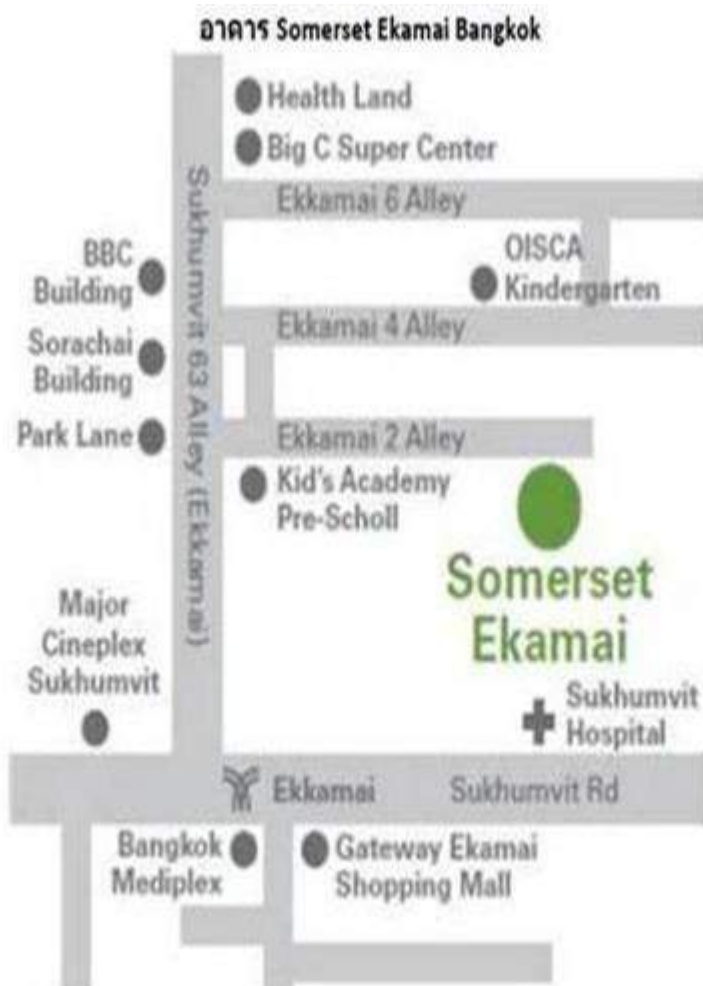 อาคาร Somerset Ekamai Bangkok
Health Land
Big C Super Center
Ekkamai 6 Alley
Sukhumvit 63 Alley (Ekkamai)
BBC
Building
OISCA
Kindergarten
Ekkamai 4 Alley
Sorachai
Building
Park Lane
Ekkamai 2 Alley
Kid's Academy
Pre-Scholl
Somerset
Ekamai
Major
Cineplex
Sukhumvit
Sukhumvit
Hospital
Ekkamai
Sukhumvit Rd
Bangkok
Mediplex
Gateway Ekamai
Shopping Mall